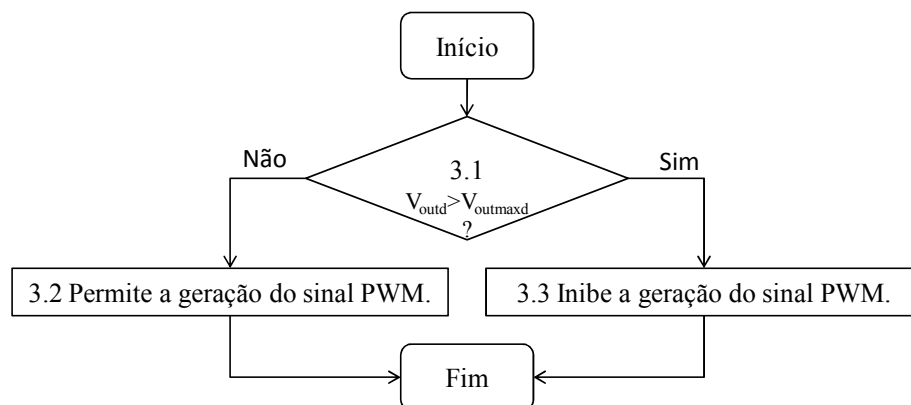 Início
Não
Sim
3.1
Voutd>Voutmaxd
?
3.2 Permite a geração do sinal PWM.
3.3 Inibe a geração do sinal PWM.
Fim